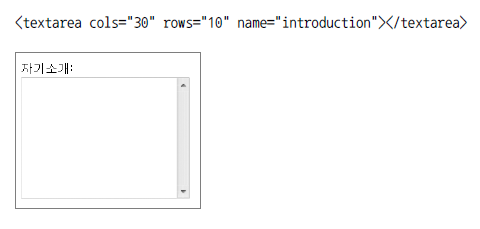 <textarea cols="30" rows="10" name="introduction"></textarea>
자기소개: